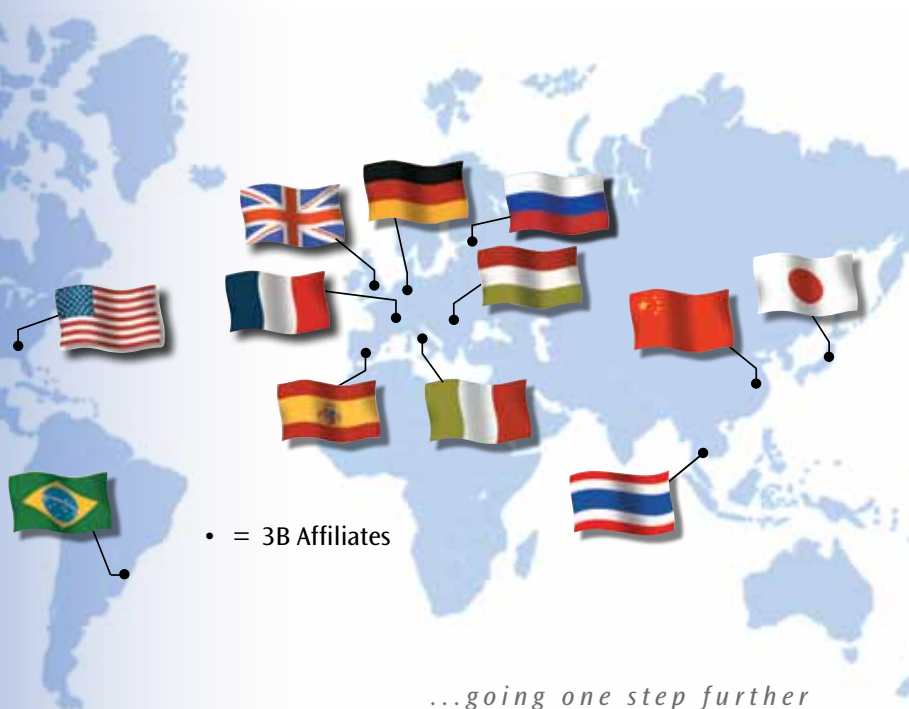 • = 3B Affiliates
...going one step further